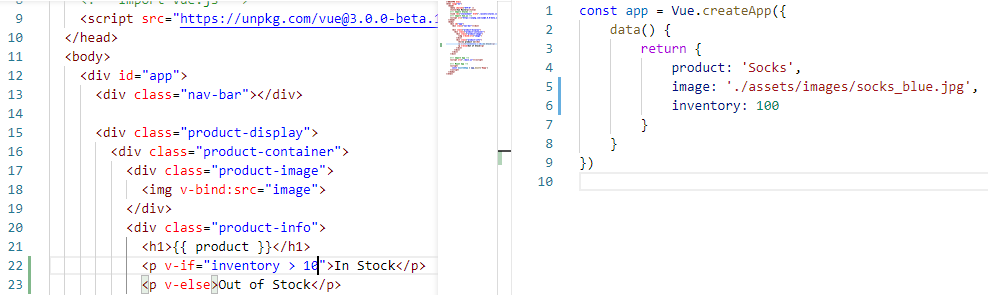 9 <script src="https://unpkg.com/vue@3.0.0-beta.1
10 </head>
11 <body>
12 <div id="app">
13 <div class="nav-bar"></div>
14
15 <div class="product-display">
16 <div class="product-container">
17 <div class="product-image">
18 <img v-bind:src="image">
19 </div>
20 <div class="product-info">
21 <h1>{{ product }}</h1>
22 <p v-if="inventory > 10">In Stock</p>
23 <p v-else>Out of Stock</p>
1 const app = Vue.createApp({
2 data() {
3 return {
4 product: 'Socks',
5 image: './assets/images/socks_blue.jpg',
6 inventory: 100
7 }
8 }
9 })
10